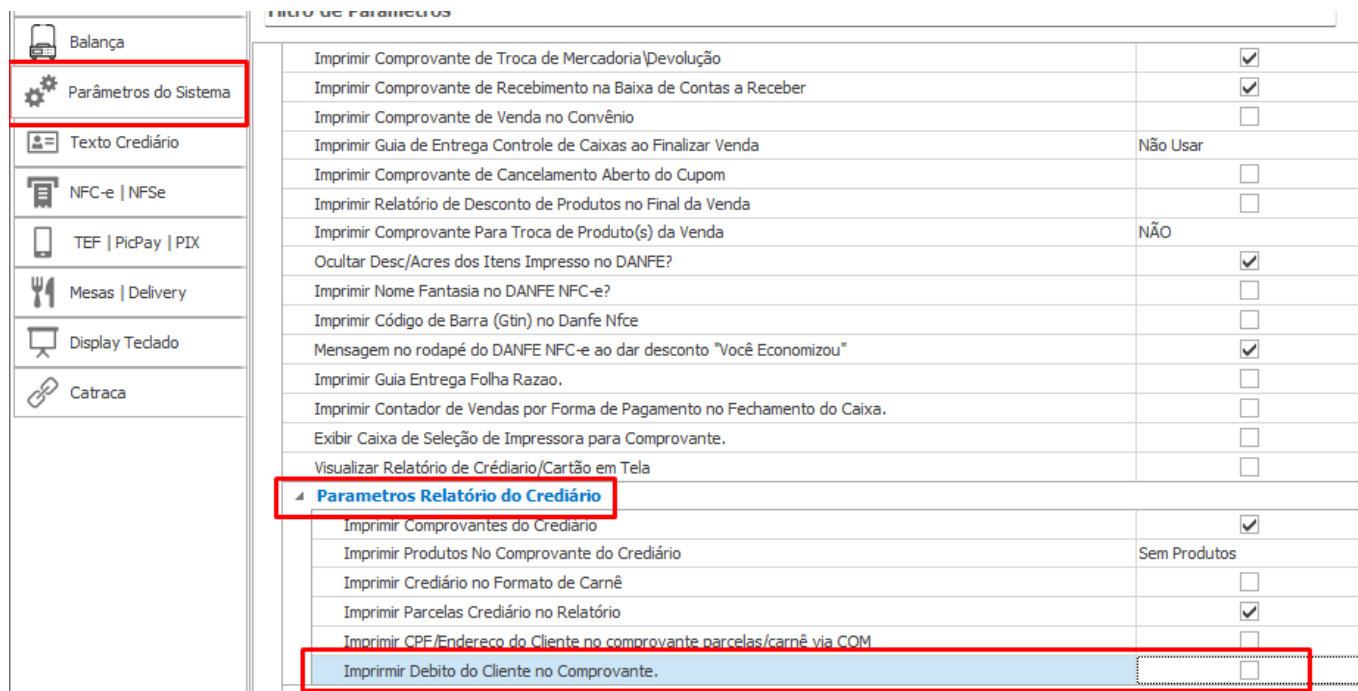 Filtro de Parametros
Balança
Parâmetros do Sistema
Texto Crediário
NFC-e | NFSe
TEF | PicPay | PIX
Mesas | Delivery
Display Teclado
Catraca
Imprimir Comprovante de Troca de Mercadoria\Devolução
Imprimir Comprovante de Recebimento na Baixa de Contas a Receber
Imprimir Comprovante de Venda no Convênio
Imprimir Guia de Entrega Controle de Caixas ao Finalizar Venda Não Usar
Imprimir Comprovante de Cancelamento Aberto do Cupom
Imprimir Relatório de Desconto de Produtos no Final da Venda
Imprimir Comprovante Para Troca de Produto(s) da Venda NÃO
Ocultar Desc/Acres dos Itens Impresso no DANFE?
Imprimir Nome Fantasia no DANFE NFC-e?
Imprimir Código de Barra (Gtin) no Danfe Nfce
Mensagem no rodapé do DANFE NFC-e ao dar desconto "Você Economizou"
Imprimir Guia Entrega Folha Razao.
Imprimir Contador de Vendas por Forma de Pagamento no Fechamento do Caixa.
Exibir Caixa de Seleção de Impressora para Comprovante.
Visualizar Relatório de Crédiario/Cartão em Tela
Parametros Relatório do Crediário
Imprimir Comprovantes do Crediário
Imprimir Produtos No Comprovante do Crediário Sem Produtos
Imprimir Crediário no Formato de Carnê
Imprimir Parcelas Crediário no Relatório
Imprimir CPF/Endereco do Cliente no comprovante parcelas/carnê via COM
Imprirmir Debito do Cliente no Comprovante.